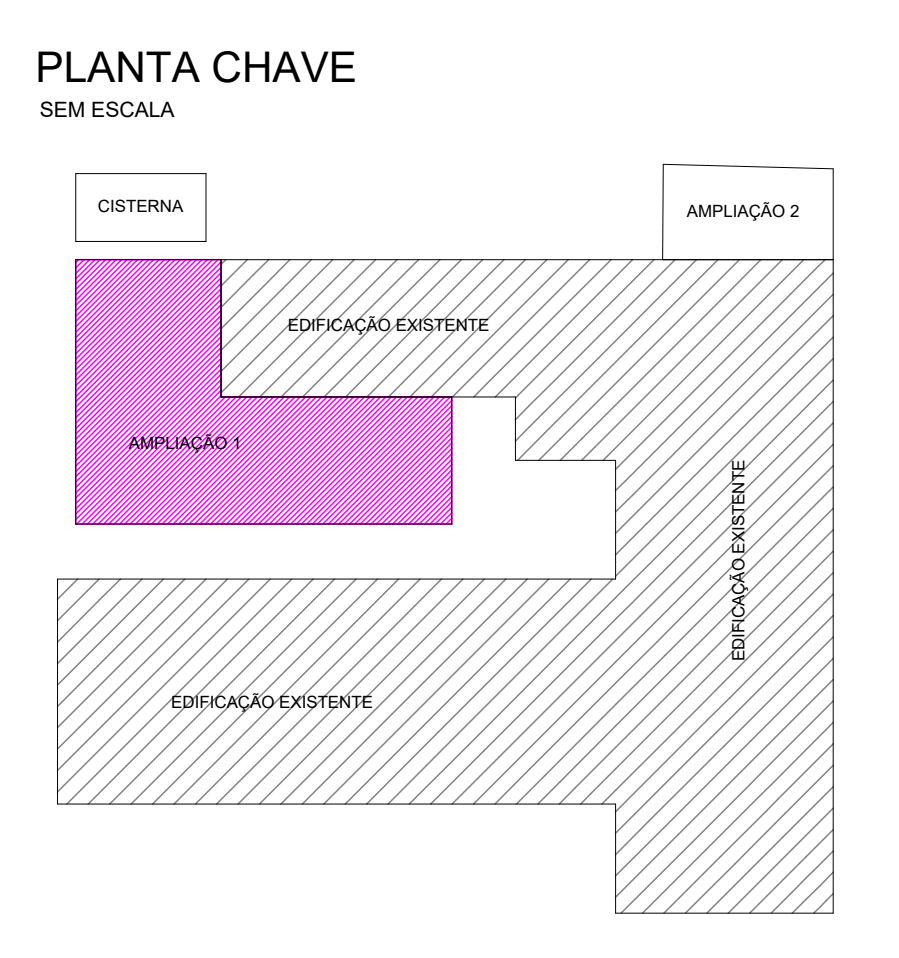 PLANTA CHAVE
SEM ESCALA
CISTERNA
AMPLIAÇÃO 2
EDIFICAÇÃO EXISTENTE
AMPLIAÇÃO 1
EDIFICAÇÃO EXISTENTE
EDIFICAÇÃO EXISTENTE